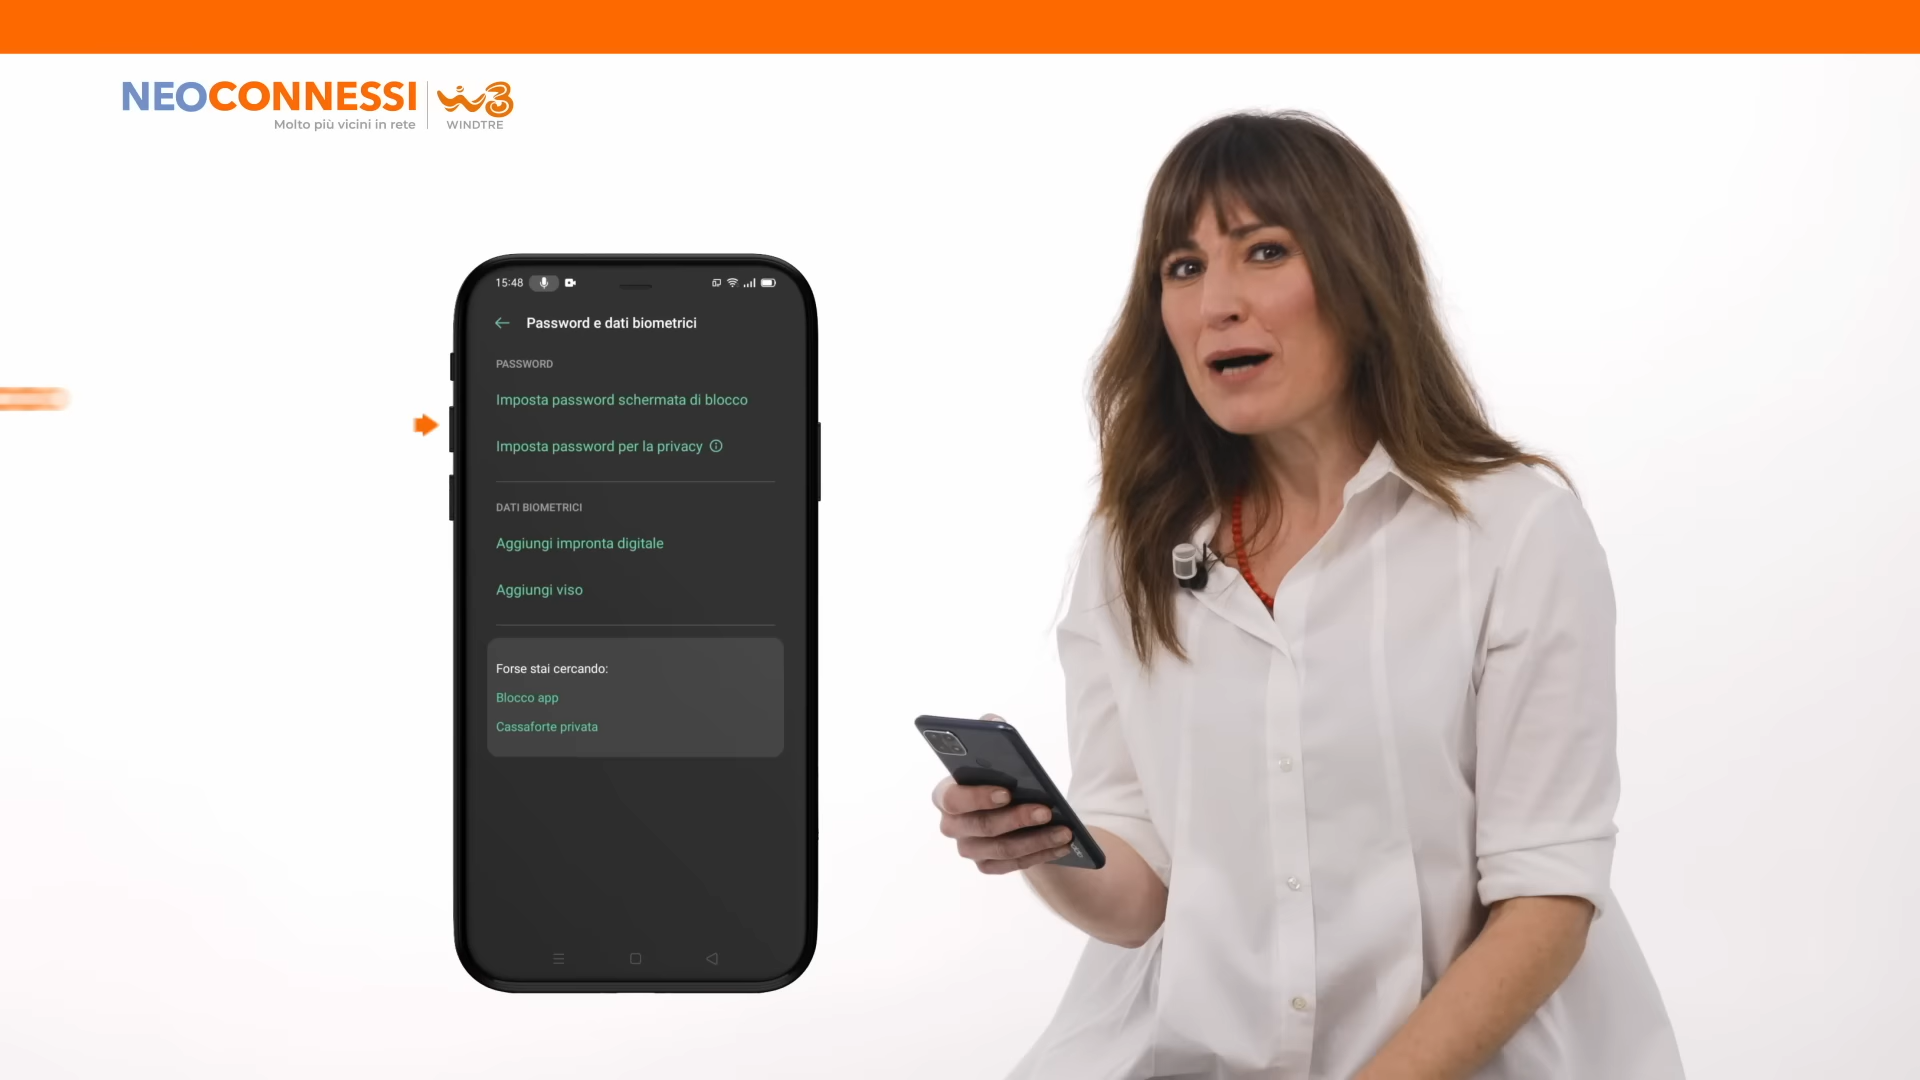 NEOCONNESSI
Molto più vicini in rete
WINDTRE
15:48
Password e dati biometrici
PASSWORD
Imposta password schermata di blocco
Imposta password per la privacy
DATI BIOMETRICI
Aggiungi impronta digitale
Aggiungi viso
Forse stai cercando:
Blocco app
Cassaforte privata